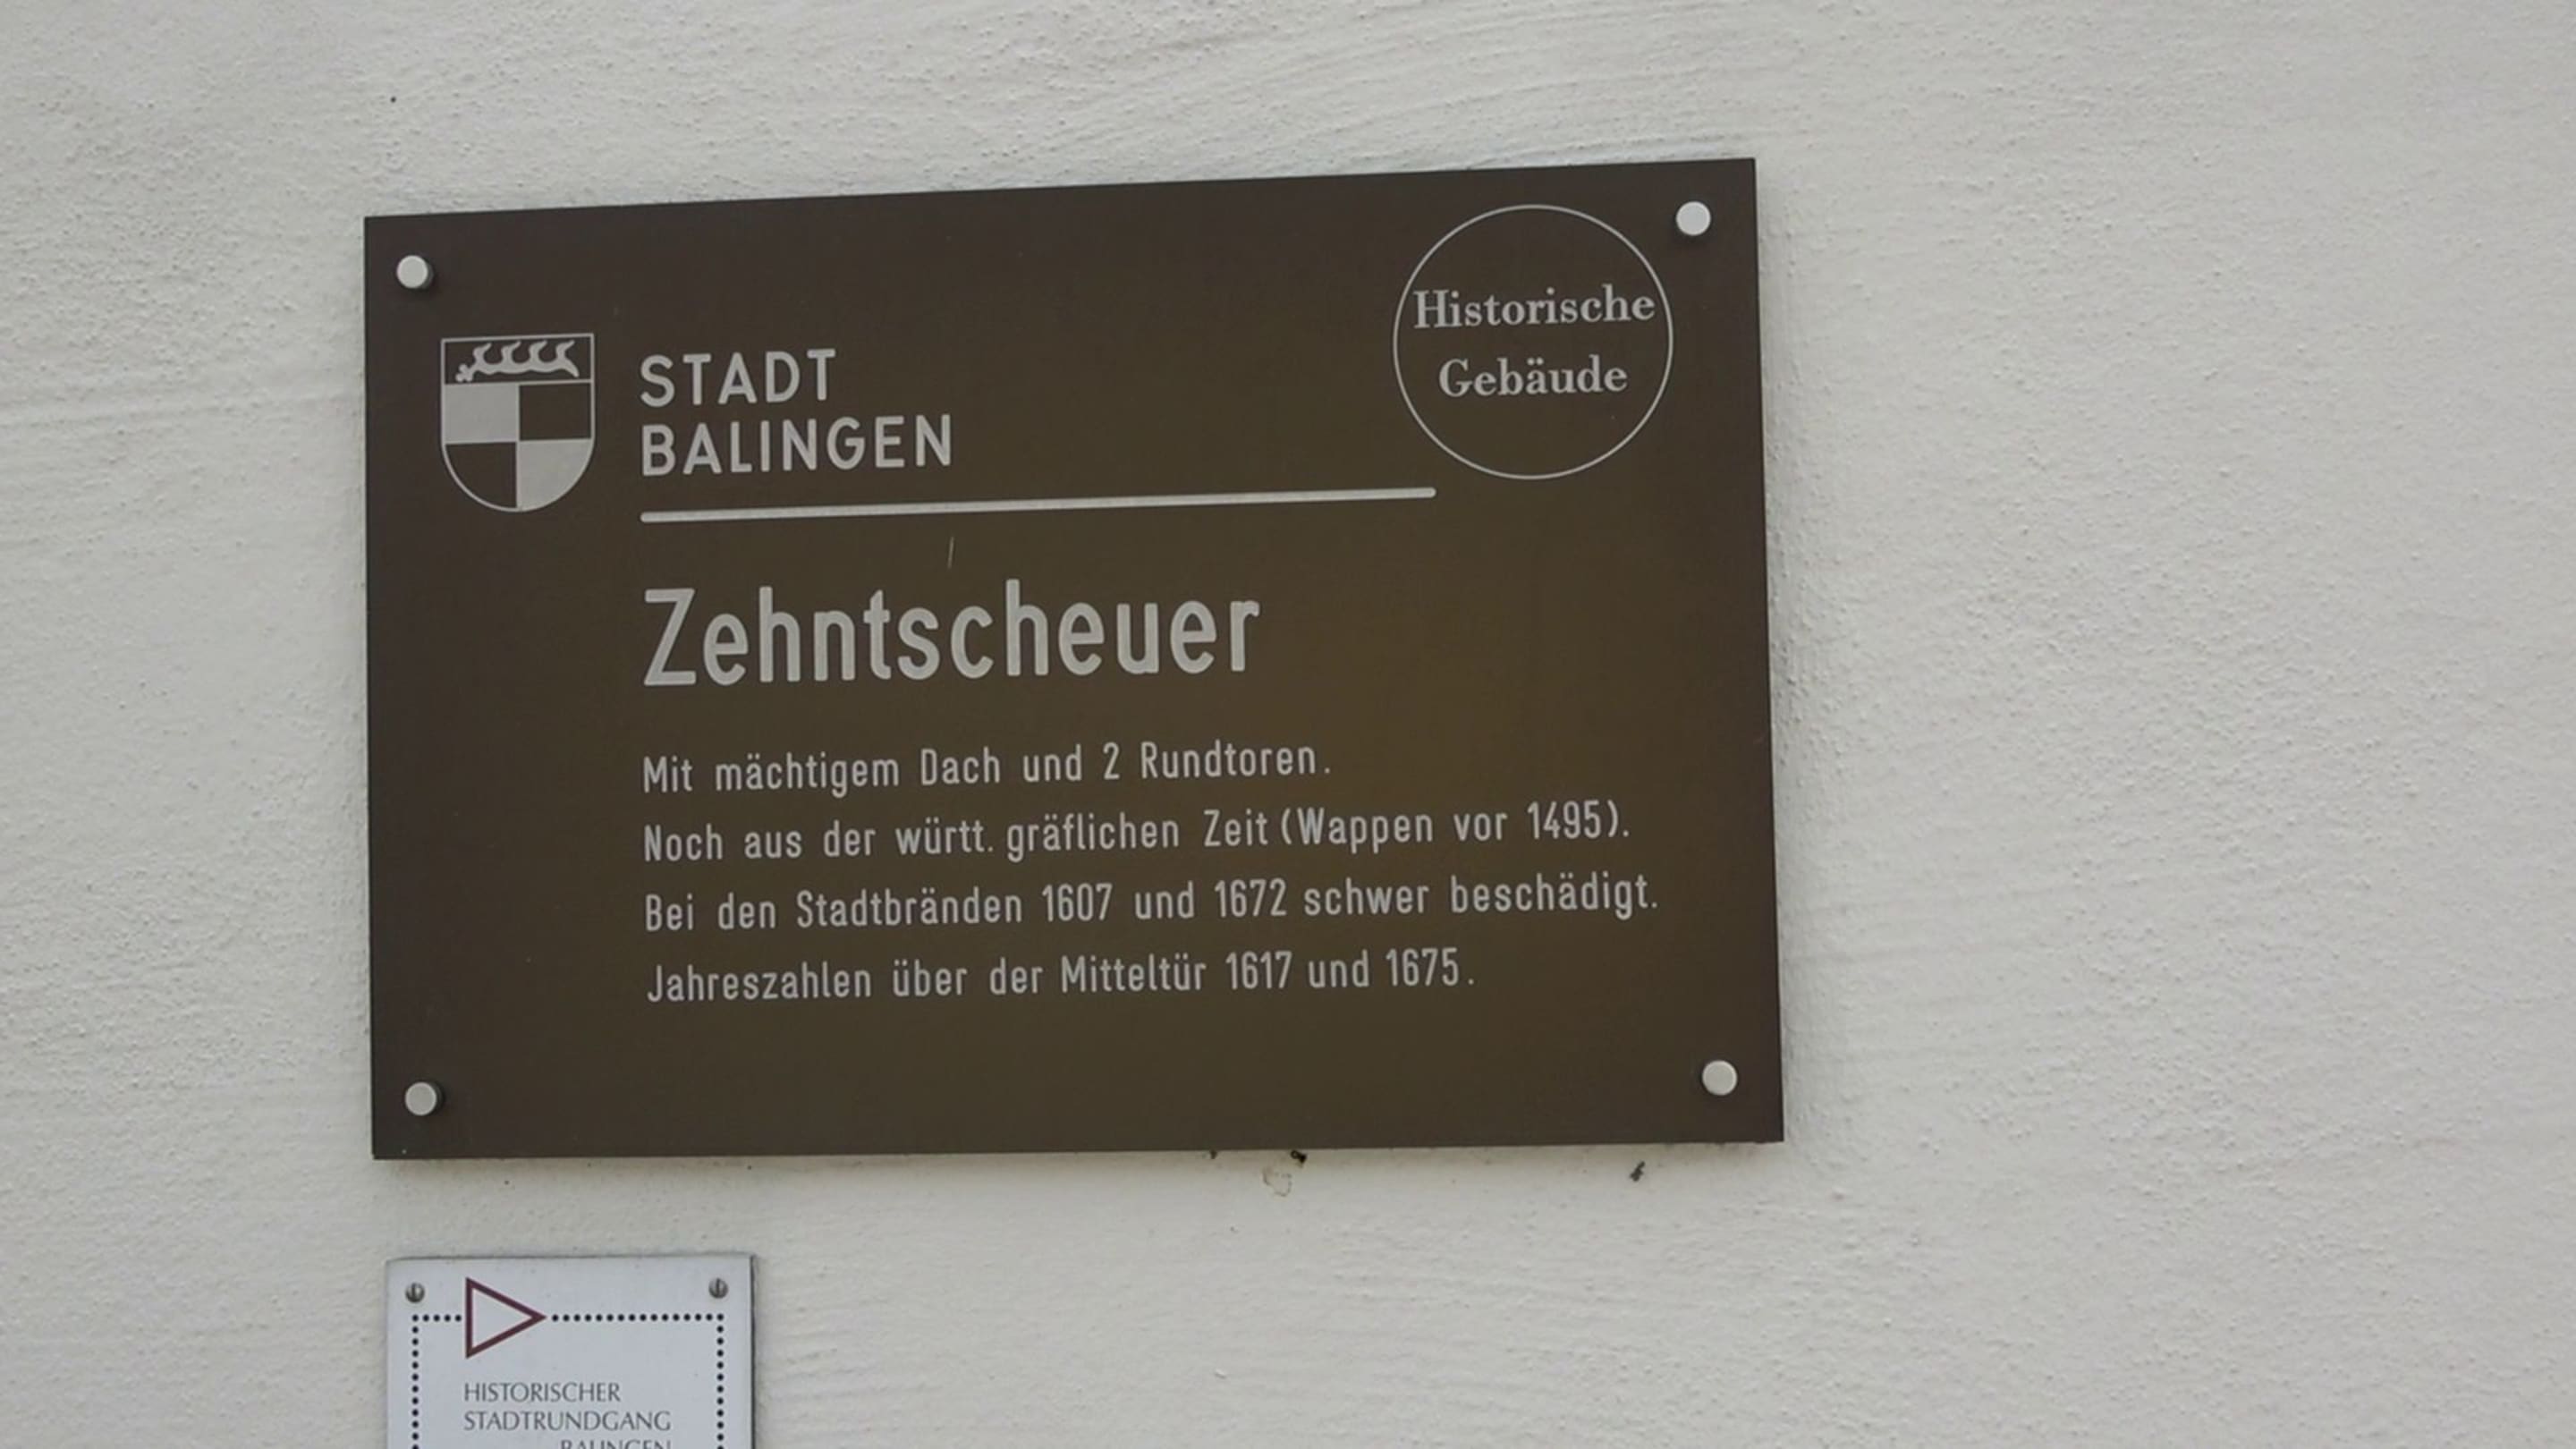 STADT
BALINGEN
Historische
Gebäude
Zehntscheuer
Mit mächtigem Dach und 2 Rundtoren.
Noch aus der württ. gräflichen Zeit (Wappen vor 1495).
Bei den Stadtbränden 1607 und 1672 schwer beschädigt.
Jahreszahlen über der Mitteltür 1617 und 1675.
HISTORISCHER
STADTRUNDGANG
BALINGEN